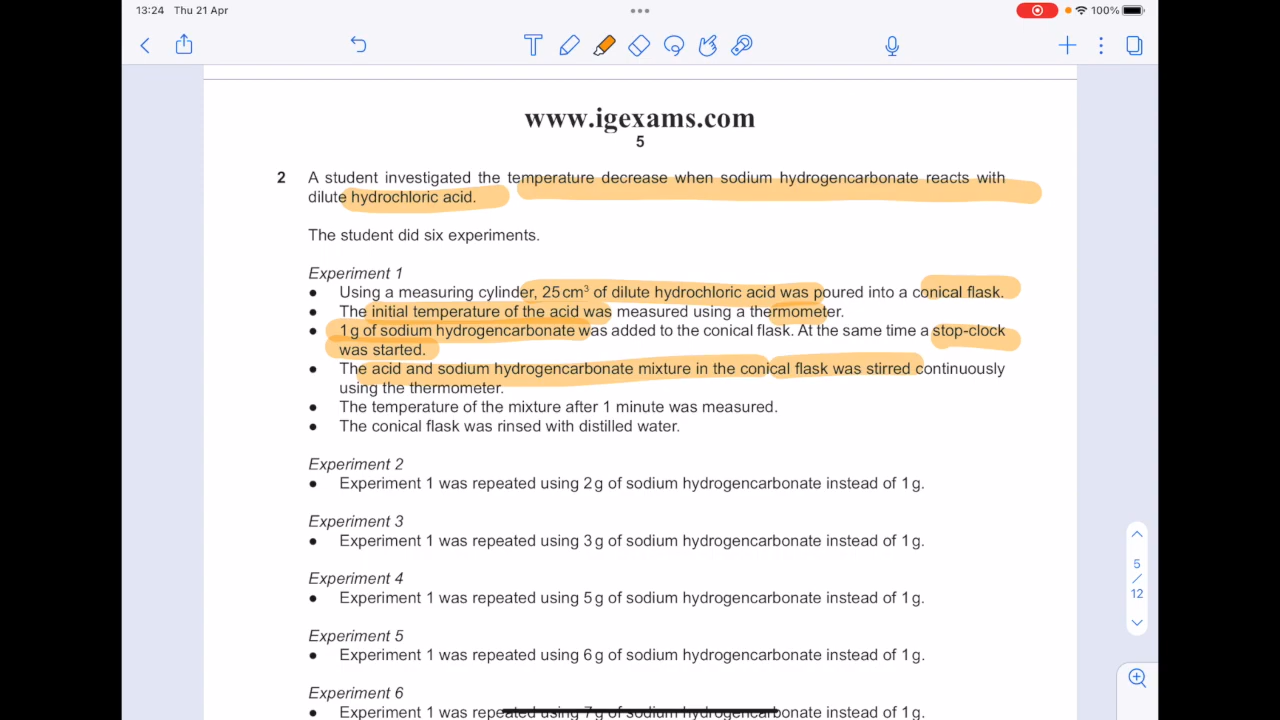 13:24 Thu 21 Apr
100%
www.igexams.com
5
2 A student investigated the temperature decrease when sodium hydrogencarbonate reacts with
dilute hydrochloric acid.
The student did six experiments.
Experiment 1
● Using a measuring cylinder, 25 cm³ of dilute hydrochloric acid was poured into a conical flask.
● The initial temperature of the acid was measured using a thermometer.
● 1 g of sodium hydrogencarbonate was added to the conical flask. At the same time a stop-clock
was started.
● The acid and sodium hydrogencarbonate mixture in the conical flask was stirred continuously
using the thermometer.
● The temperature of the mixture after 1 minute was measured.
● The conical flask was rinsed with distilled water.
Experiment 2
● Experiment 1 was repeated using 2 g of sodium hydrogencarbonate instead of 1 g.
Experiment 3
● Experiment 1 was repeated using 3 g of sodium hydrogencarbonate instead of 1 g.
Experiment 4
● Experiment 1 was repeated using 5 g of sodium hydrogencarbonate instead of 1 g.
Experiment 5
● Experiment 1 was repeated using 6 g of sodium hydrogencarbonate instead of 1 g.
Experiment 6
● Experiment 1 was repeated using 7 g of sodium hydrogencarbonate instead of 1 g.
5
/
12